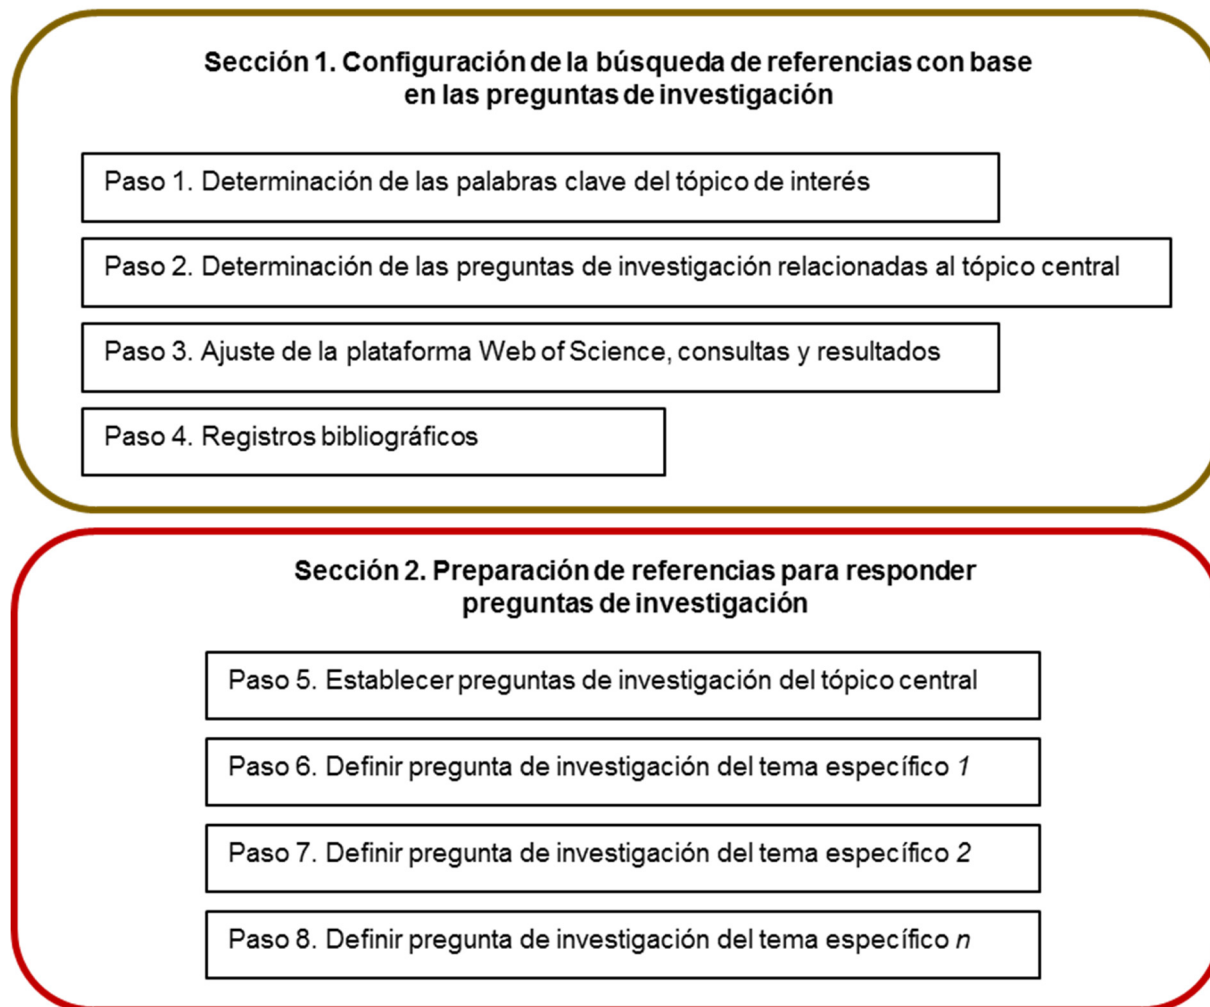 Sección 1. Configuración de la búsqueda de referencias con base
en las preguntas de investigación
Paso 1. Determinación de las palabras clave del tópico de interés
Paso 2. Determinación de las preguntas de investigación relacionadas al tópico central
Paso 3. Ajuste de la plataforma Web of Science, consultas y resultados
Paso 4. Registros bibliográficos
Sección 2. Preparación de referencias para responder
preguntas de investigación
Paso 5. Establecer preguntas de investigación del tópico central
Paso 6. Definir pregunta de investigación del tema específico 1
Paso 7. Definir pregunta de investigación del tema específico 2
Paso 8. Definir pregunta de investigación del tema específico n